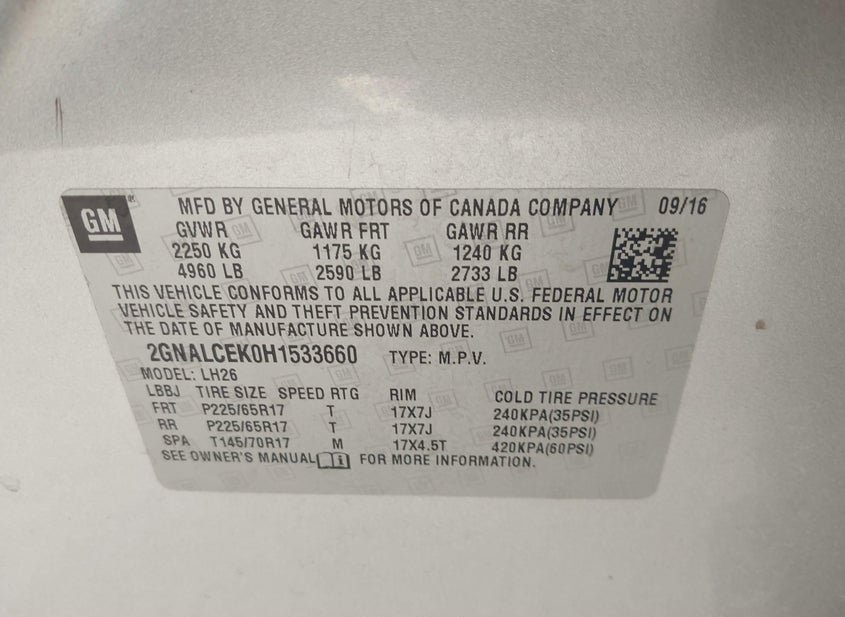 GM ® MFD BY GENERAL MOTORS OF CANADA COMPANY 09/16
GVWR GAWR FRT GAWR RR
2250 KG 1175 KG 1240 KG
4960 LB 2590 LB 2733 LB
THIS VEHICLE CONFORMS TO ALL APPLICABLE U.S. FEDERAL MOTOR
VEHICLE SAFETY AND THEFT PREVENTION STANDARDS IN EFFECT ON
THE DATE OF MANUFACTURE SHOWN ABOVE.
2GNALCEK0H1533660 TYPE: M.P.V.
MODEL: LH26
LBBJ TIRE SIZE SPEED RTG RIM COLD TIRE PRESSURE
FRT P225/65R17 T 17X7J 240KPA(35PSI)
RR P225/65R17 T 17X7J 240KPA(35PSI)
SPA T145/70R17 M 17X4.5T 420KPA(60PSI)
SEE OWNER'S MANUAL i FOR MORE INFORMATION.